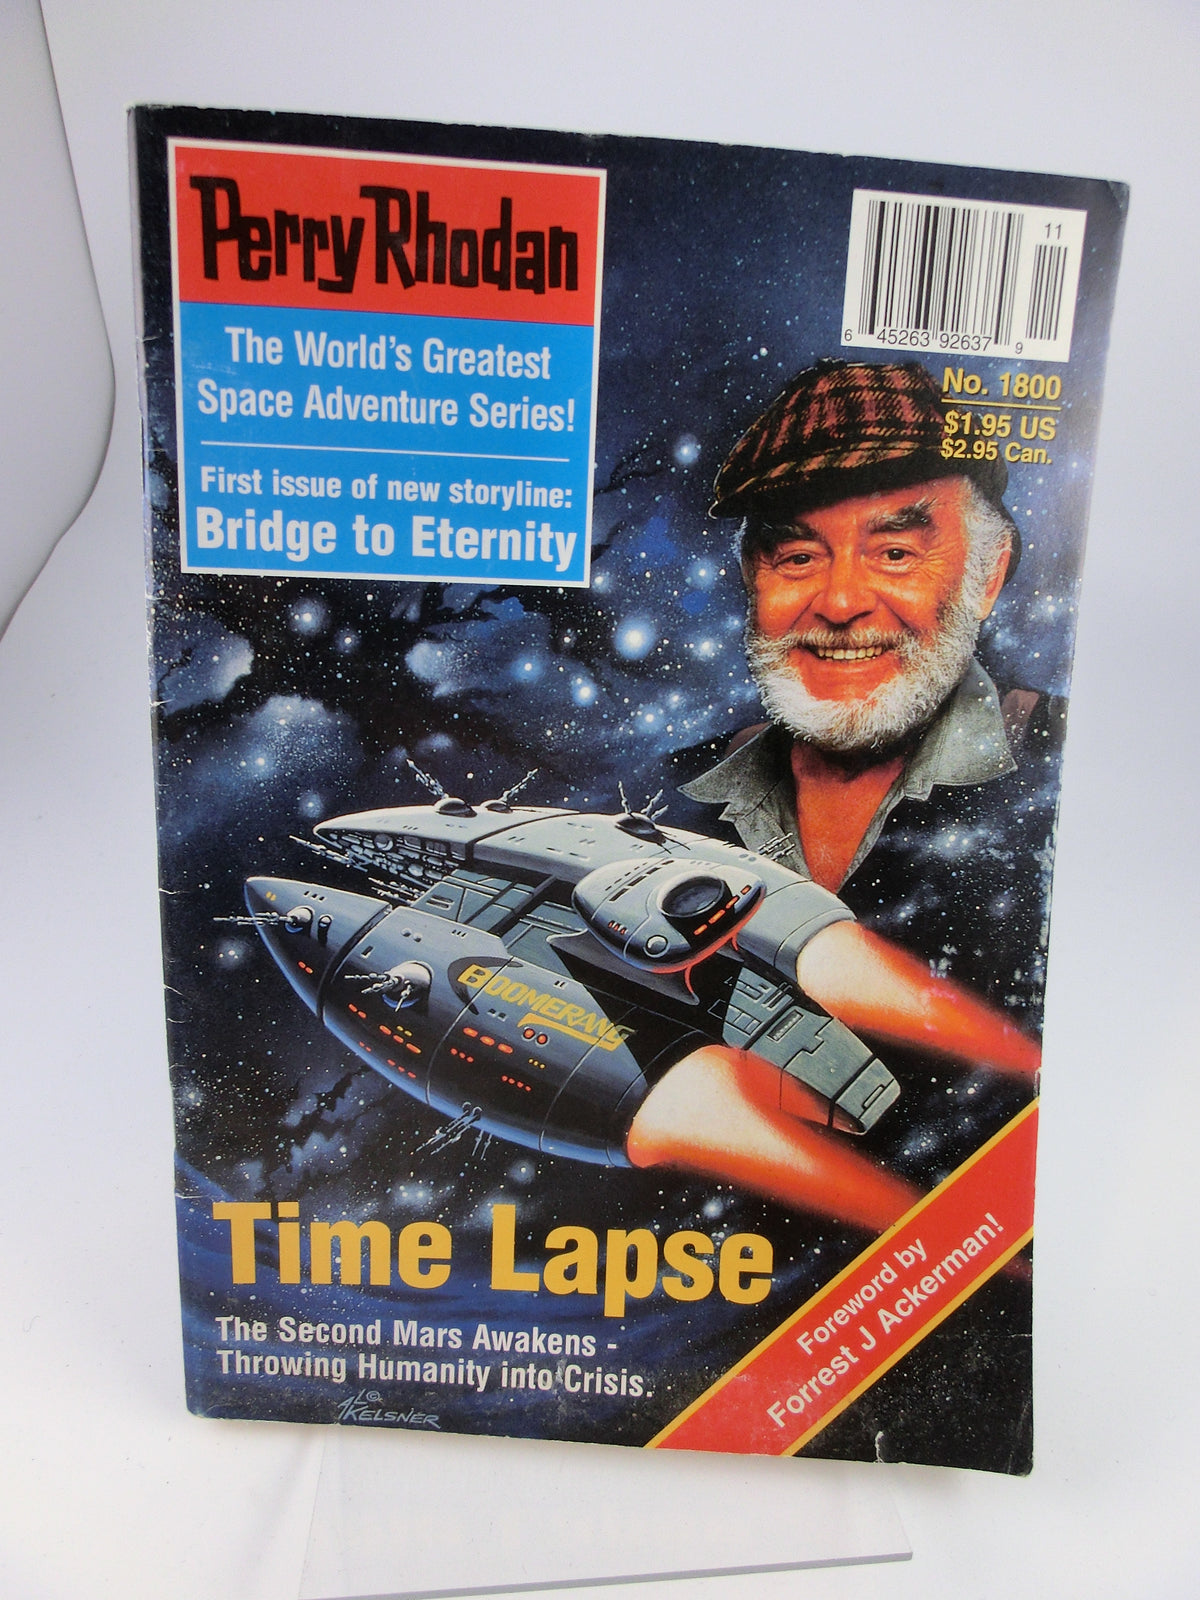 Perry Rhodan
The World's Greatest
Space Adventure Series!
First issue of new storyline:
Bridge to Eternity
11
6 45263 92637 9
No. 1800
$1.95 US
$2.95 Can.
BOOMERANG
Time Lapse
The Second Mars Awakens -
Throwing Humanity into Crisis.
Foreword by
Forrest J Ackerman!
©
KELSNER